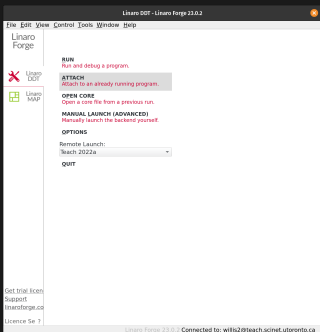 Linaro DDT - Linaro Forge 23.0.2
File Edit View Control Tools Window Help
Linaro
Forge
RUN
Run and debug a program.
Linaro
DDT
ATTACH
Attach to an already running program.
Linaro
MAP
OPEN CORE
Open a core file from a previous run.
MANUAL LAUNCH (ADVANCED)
Manually launch the backend yourself.
OPTIONS
Remote Launch:
Teach 2022a
QUIT
Get trial licen
Support
linaroforge.co
Licence Se ?
Linaro Forge 23.0.2 Connected to: willis2@teach.scinet.utoronto.ca